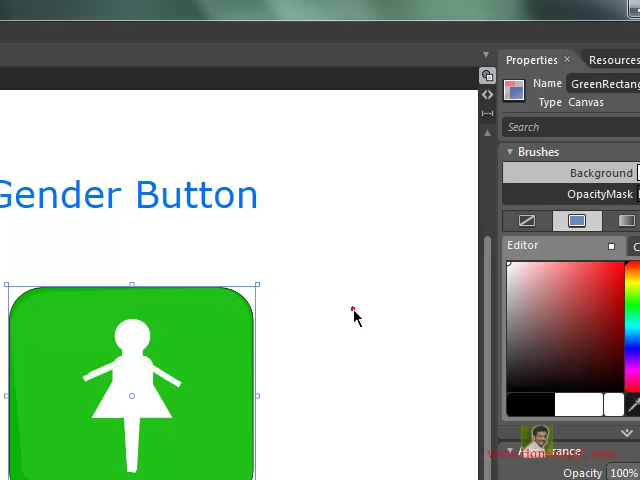 Properties
Resources
Name
GreenRectang
Type Canvas
Search
Brushes
Background
OpacityMask
Editor
Gender Button
Opacity 100%